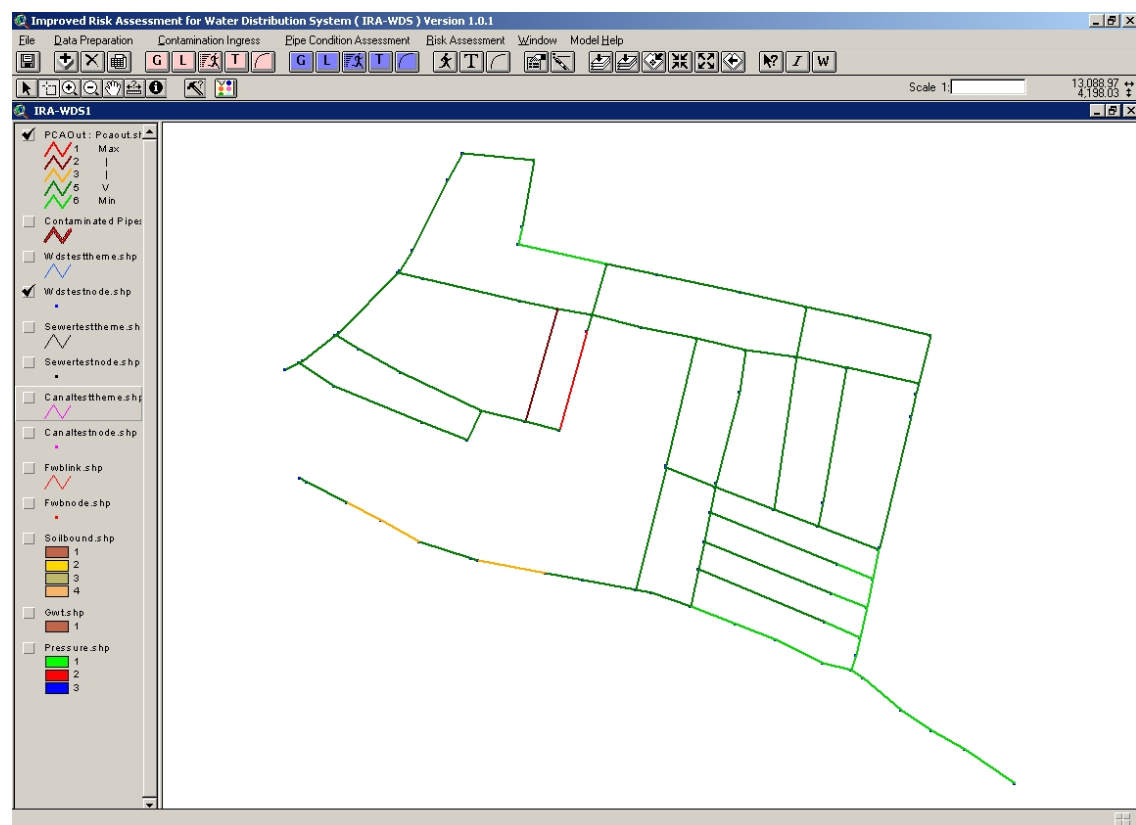 Improved Risk Assessment for Water Distribution System ( IRA-WDS ) Version 1.0.1
File Data Preparation Contamination Ingress Pipe Condition Assessment Risk Assessment Window Model Help
G L T G L T T ? I W
Scale 1: 13,088.97
4,198.03
IRA-WDS1
PCAOut : Pcaout.sh
1 Max
2 |
3 |
5 V
6 Min
Contaminated Pipes
Wdstesttheme.shp
Wdstestnode.shp
Sewertesttheme.sh
Sewertestnode.shp
Canaltesttheme.shp
Canaltestnode.shp
Fwblink.shp
Fwbnode.shp
Soilbound.shp
1
2
3
4
Gwt.shp
1
Pressure.shp
1
2
3